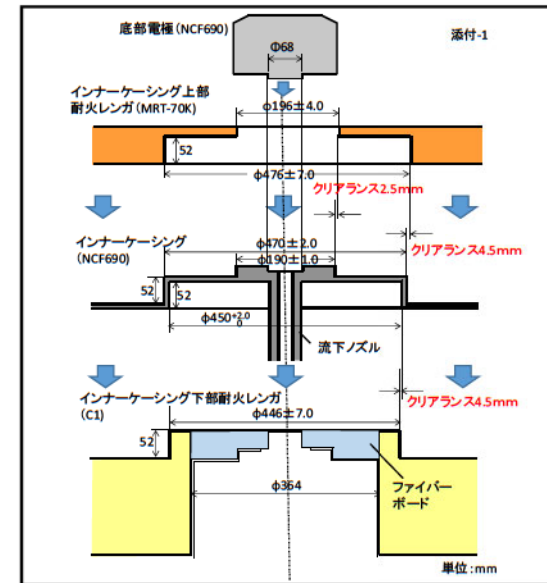 底部電極(NCF690)
添付-1
Φ68
インナーケーシング上部
耐火レンガ(MRT-70K)
φ196±4.0
52
φ476±7.0
クリアランス2.5mm
クリアランス4.5mm
インナーケーシング
(NCF690)
φ470±2.0
φ190±1.0
52
52
φ450+2.0 0
流下ノズル
インナーケーシング下部耐火レンガ
(C1)
クリアランス4.5mm
φ446±7.0
52
φ364
ファイバー
ボード
単位:mm